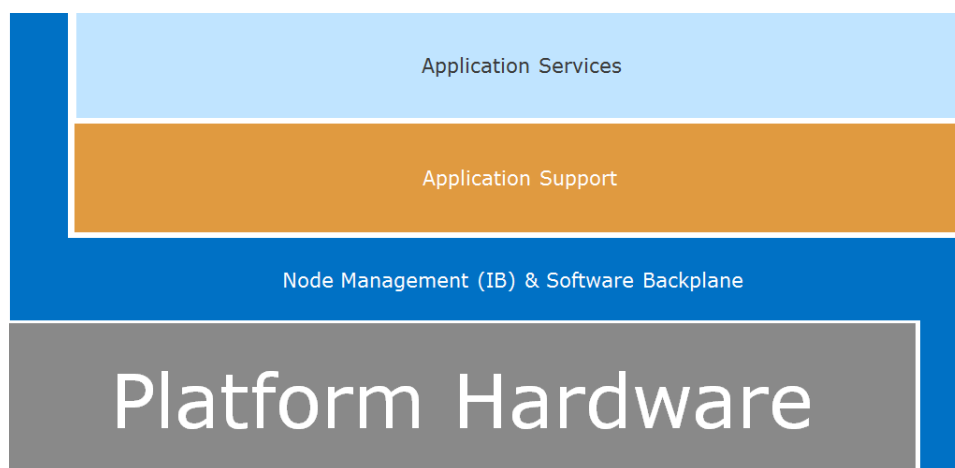 Application Services
Application Support
Node Management (IB) & Software Backplane
Platform Hardware